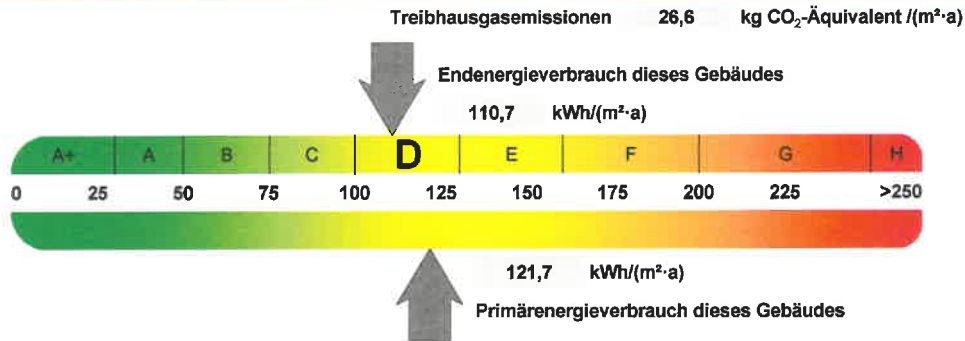 Treibhausgasemissionen 26,6 kg CO₂-Äquivalent /(m²·a)
Endenergieverbrauch dieses Gebäudes
110,7 kWh/(m²·a)
A+ A B C D E F G H
0 25 50 75 100 125 150 175 200 225 >250
121,7 kWh/(m²·a)
Primärenergieverbrauch dieses Gebäudes